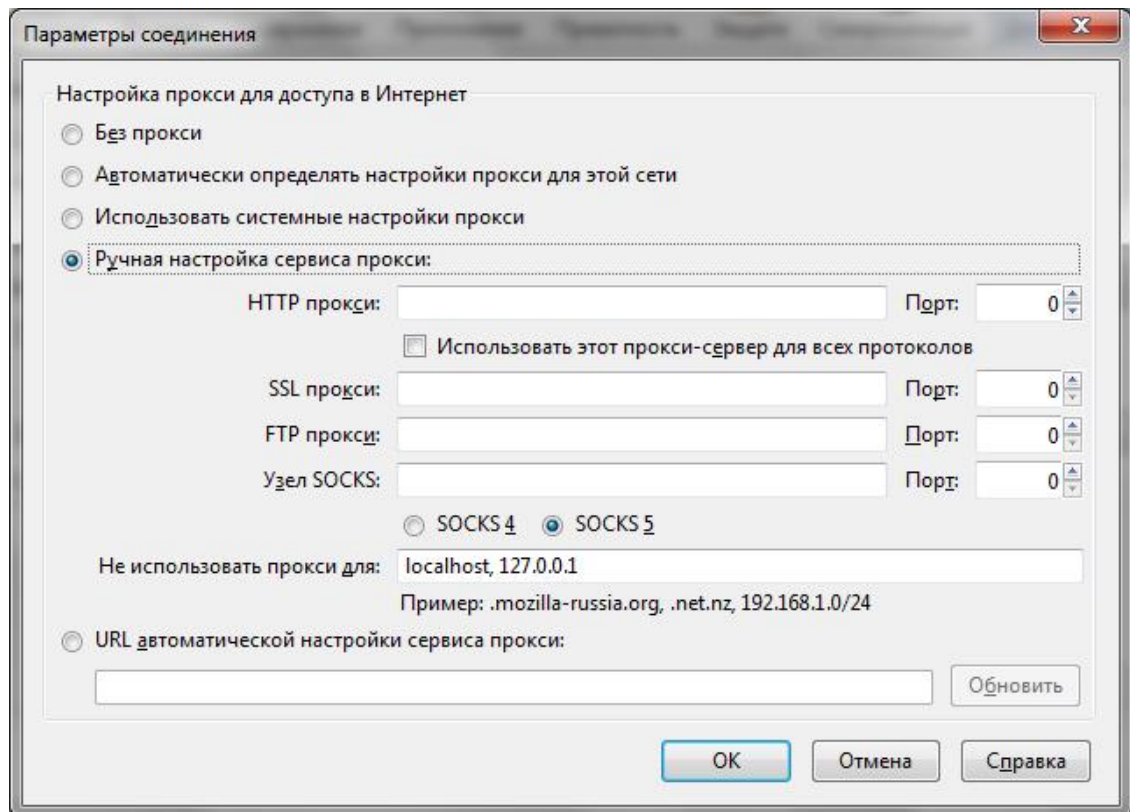 Параметры соединения
Настройка прокси для доступа в Интернет
Без прокси
Автоматически определять настройки прокси для этой сети
Использовать системные настройки прокси
Ручная настройка сервиса прокси:
HTTP прокси: Порт: 0
Использовать этот прокси-сервер для всех протоколов
SSL прокси: Порт: 0
FTP прокси: Порт: 0
Узел SOCKS: Порт: 0
SOCKS 4 SOCKS 5
Не использовать прокси для: localhost, 127.0.0.1
Пример: .mozilla-russia.org, .net.nz, 192.168.1.0/24
URL автоматической настройки сервиса прокси:
Обновить
ОК Отмена Справка